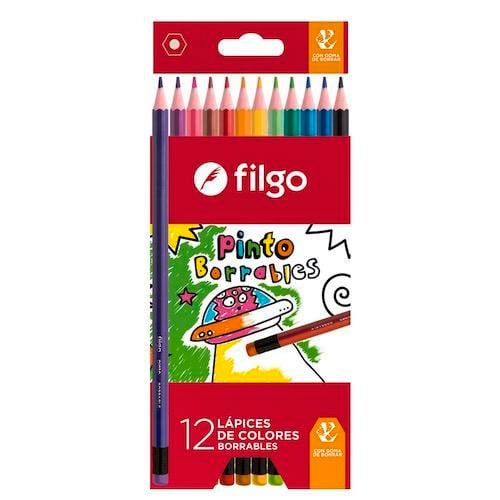 CON GOMA
DE BORRAR
filgo
Pinto
Borrables
filgo
12 LÁPICES
DE COLORES
BORRABLES
CON GOMA
DE BORRAR